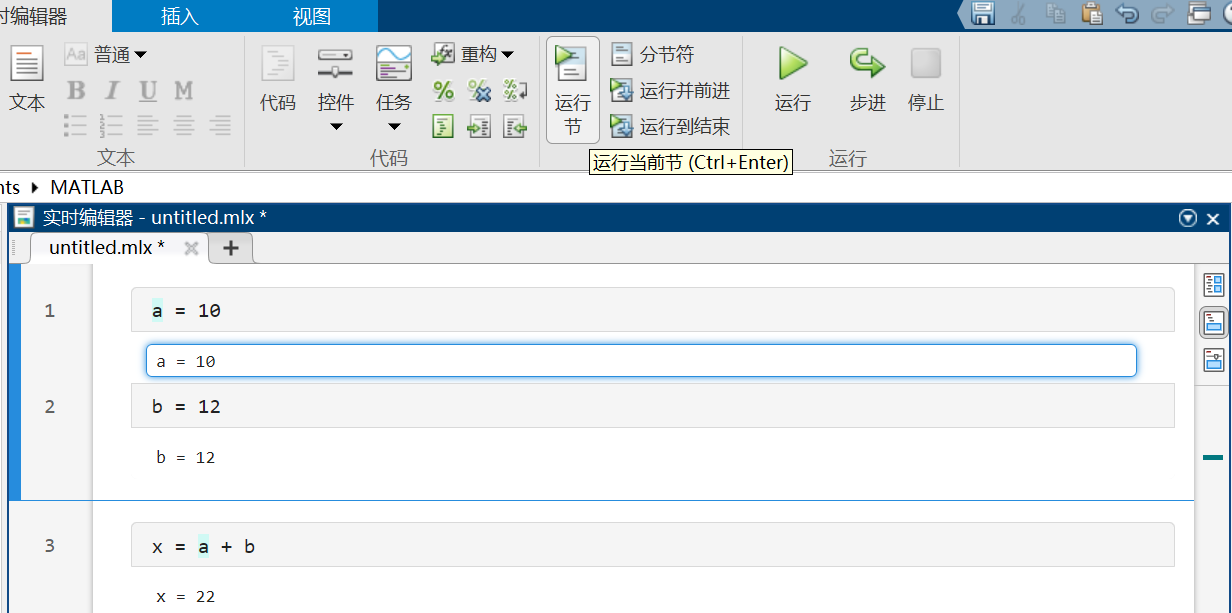 时编辑器 插入 视图
Aa 普通 重构 分节符
文本 B I U M 代码 控件 任务 运行 节 运行并前进 运行 步进 停止
运行到结束
文本 代码 运行
运行当前节 (Ctrl+Enter)
nts MATLAB
实时编辑器 - untitled.mlx *
untitled.mlx *
1 a = 10
a = 10
2 b = 12
b = 12
3 x = a + b
x = 22